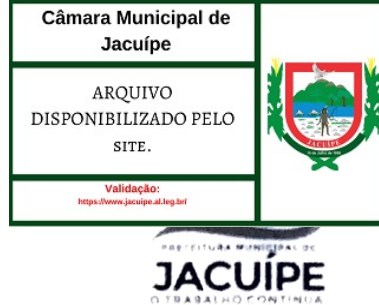 Câmara Municipal de
Jacuípe
ARQUIVO
DISPONIBILIZADO PELO
SITE.
Validação:
https://www.jacuipe.al.leg.br/
JACUÍPE
PREFEITURA MUNICIPAL DE
JACUÍPE
O TRABALHO CONTINUA